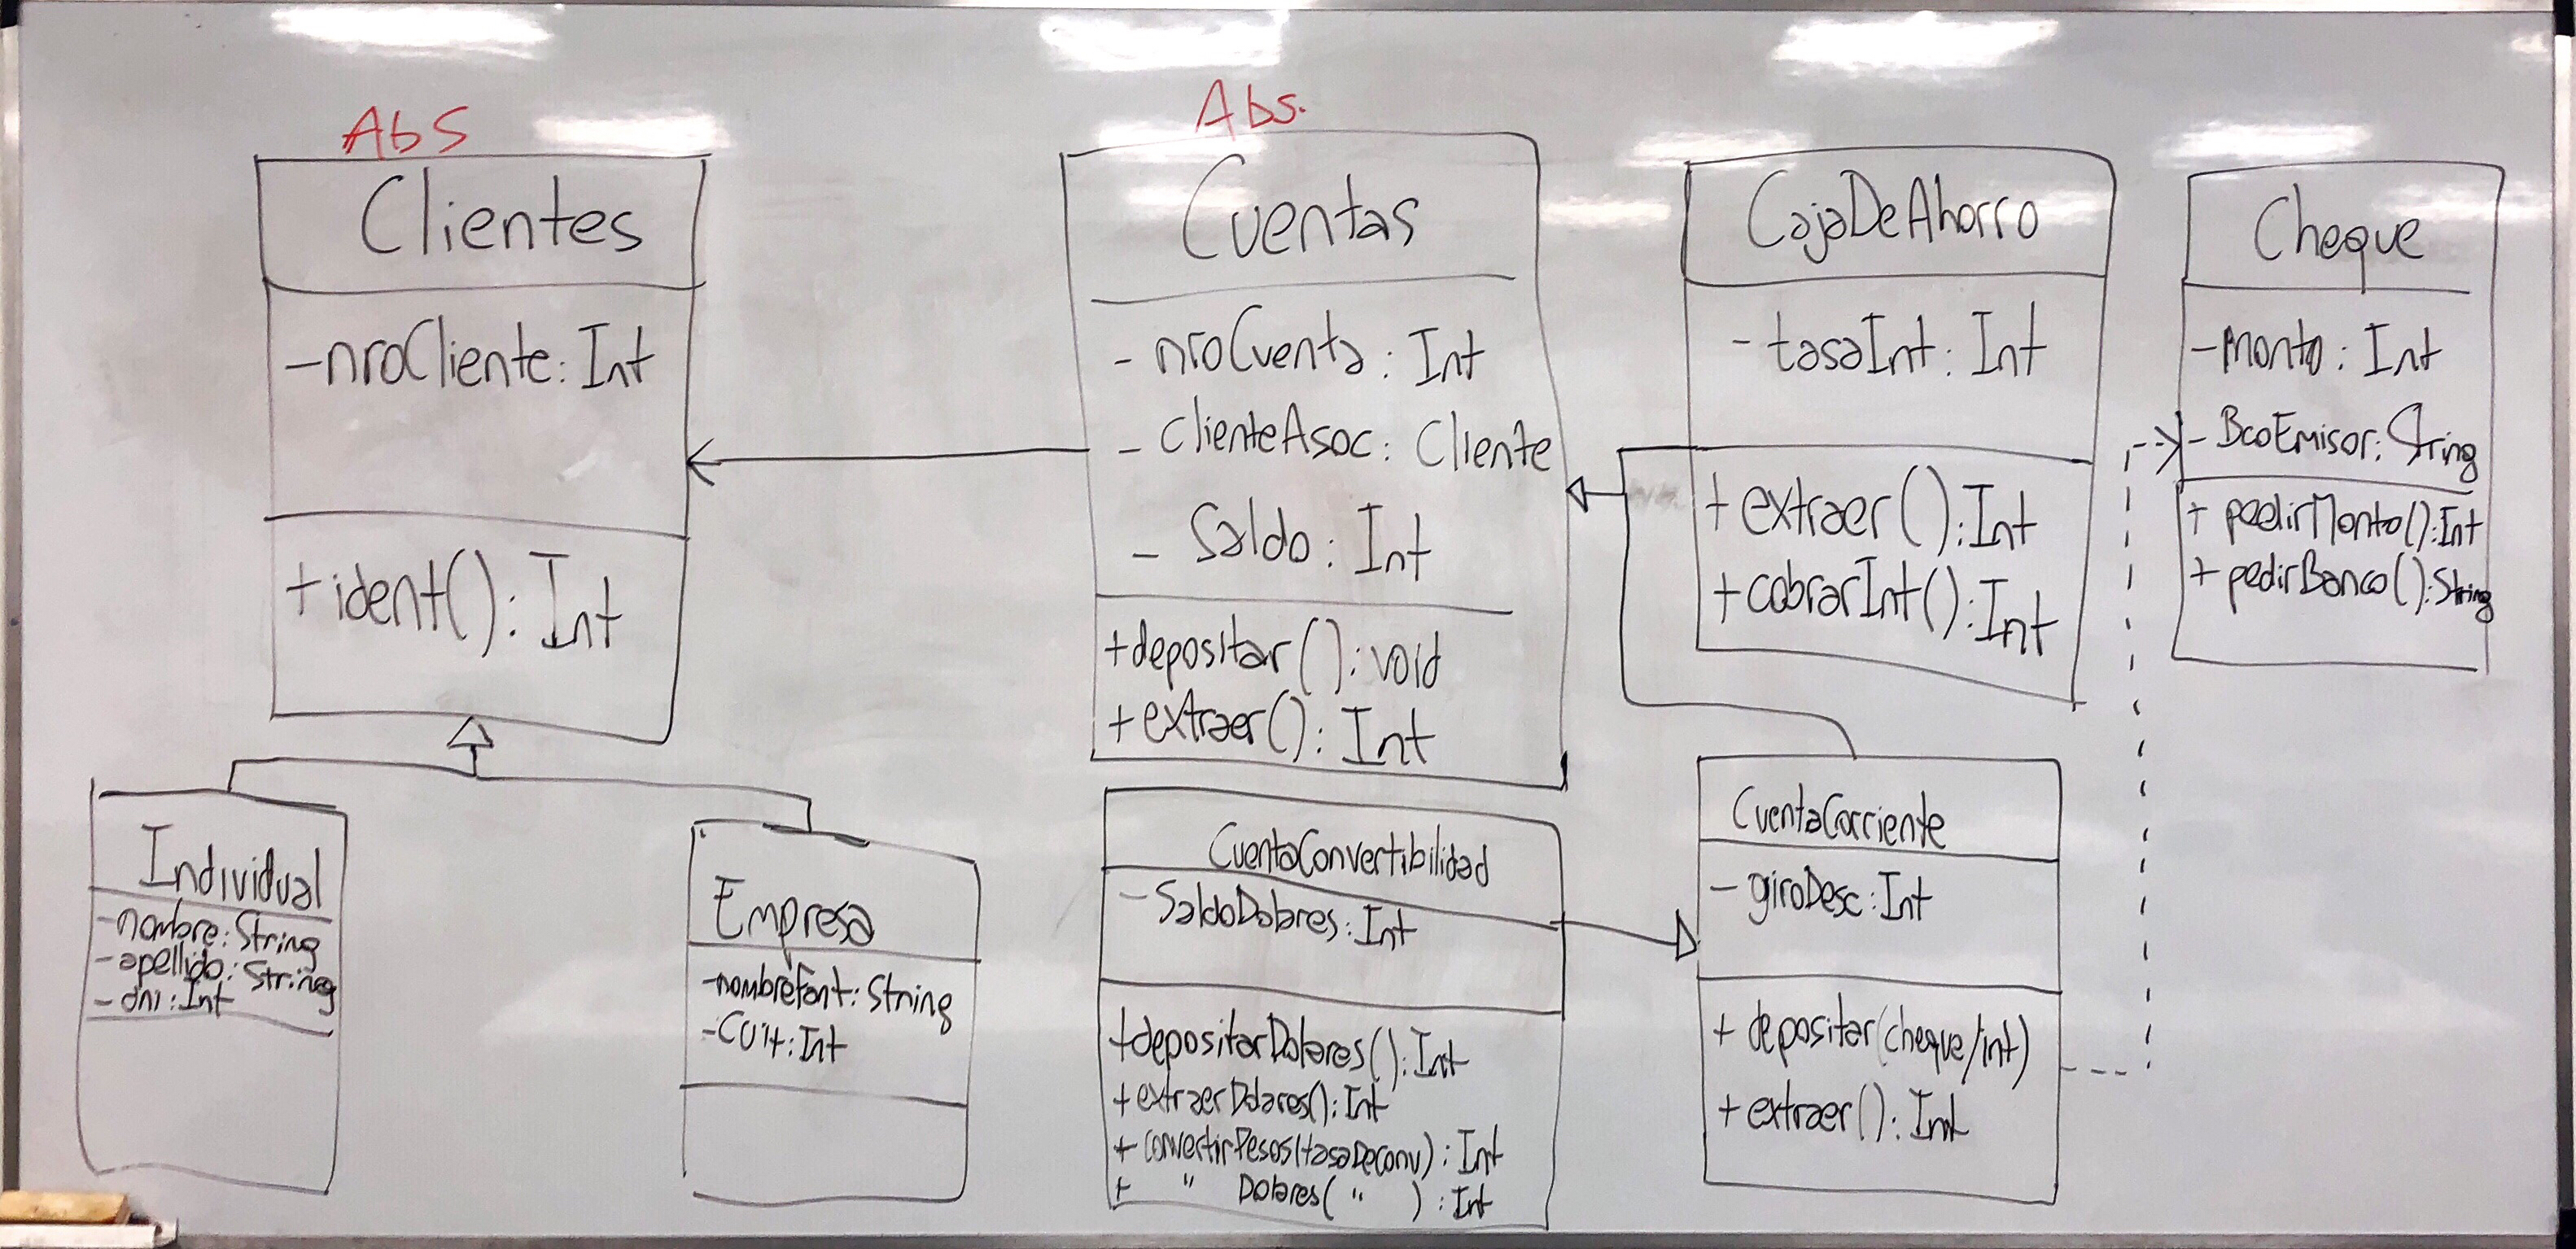 AbS
Clientes
-nroCliente: Int
+ident(): Int
Individual
-nombre: String
-apellido: String
-dni: Int
Empresa
-nombreFant: String
-Cuit: Int
Abs.
Cuentas
- nroCuenta: Int
- ClienteAsoc: Cliente
- Saldo: Int
+depositar(): void
+extraer(): Int
CuentaConvertibilidad
- SaldoDolares: Int
+depositarDolares(): Int
+extraerDolares(): Int
+ convertirPesos(tasaDeConv): Int
+ " Dolares( " ): Int
CajaDeAhorro
- tasaInt: Int
+extraer(): Int
+cobrarInt(): Int
CuentaCorriente
- giroDesc: Int
+ depositar(cheque/int)
+ extraer(): Int
Cheque
-Monto: Int
- BcoEmisor: String
+ pedirMonto(): Int
+ pedirBanco(): String